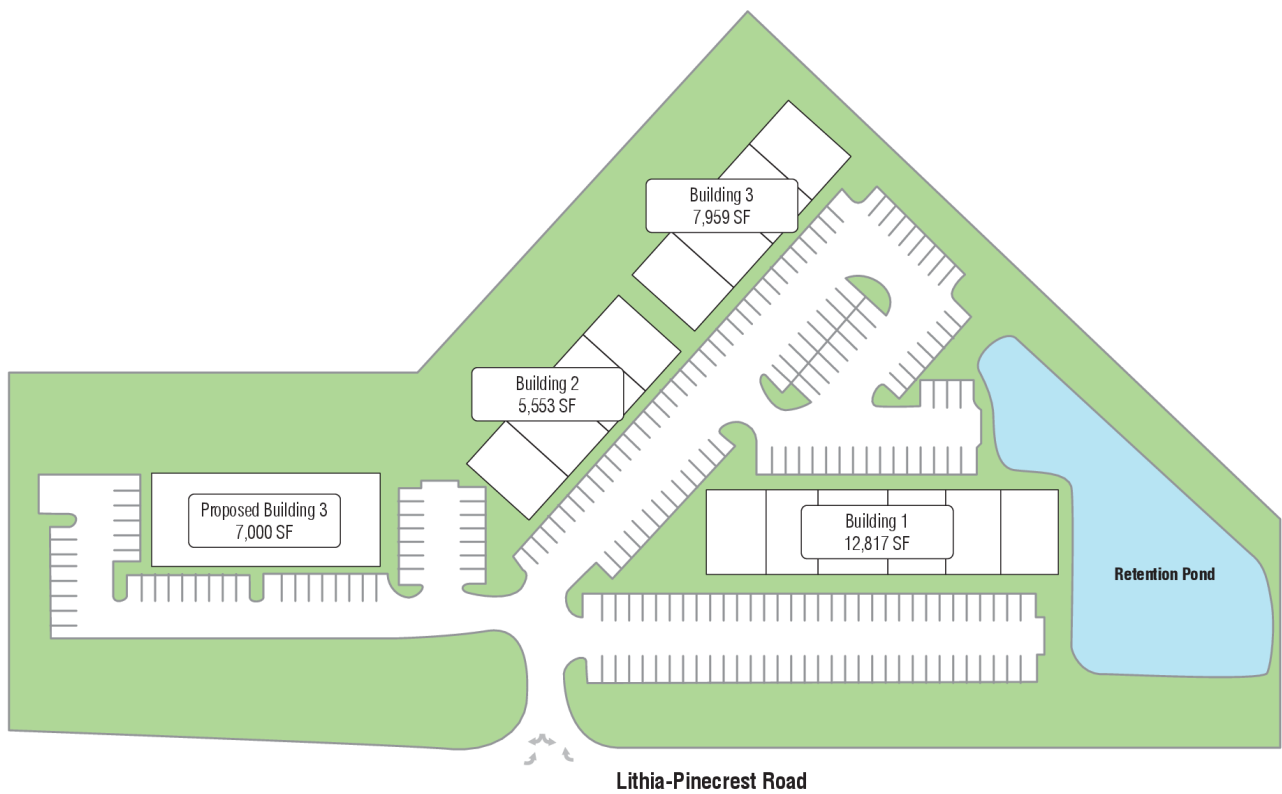 Building 3
7,959 SF
Building 2
5,553 SF
Proposed Building 3
7,000 SF
Building 1
12,817 SF
Retention Pond
Lithia-Pinecrest Road